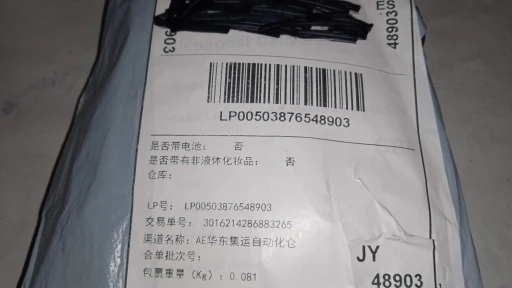 ES
48903
903
LP00503876548903
是否带电池： 否
是否带有非液体化妆品： 否
仓库：
LP号： LP00503876548903
交易单号： 3016214286883265
渠道名称：AE华东集运自动化仓
合单批次号：
包裹重量（Kg）：0.081
JY
48903